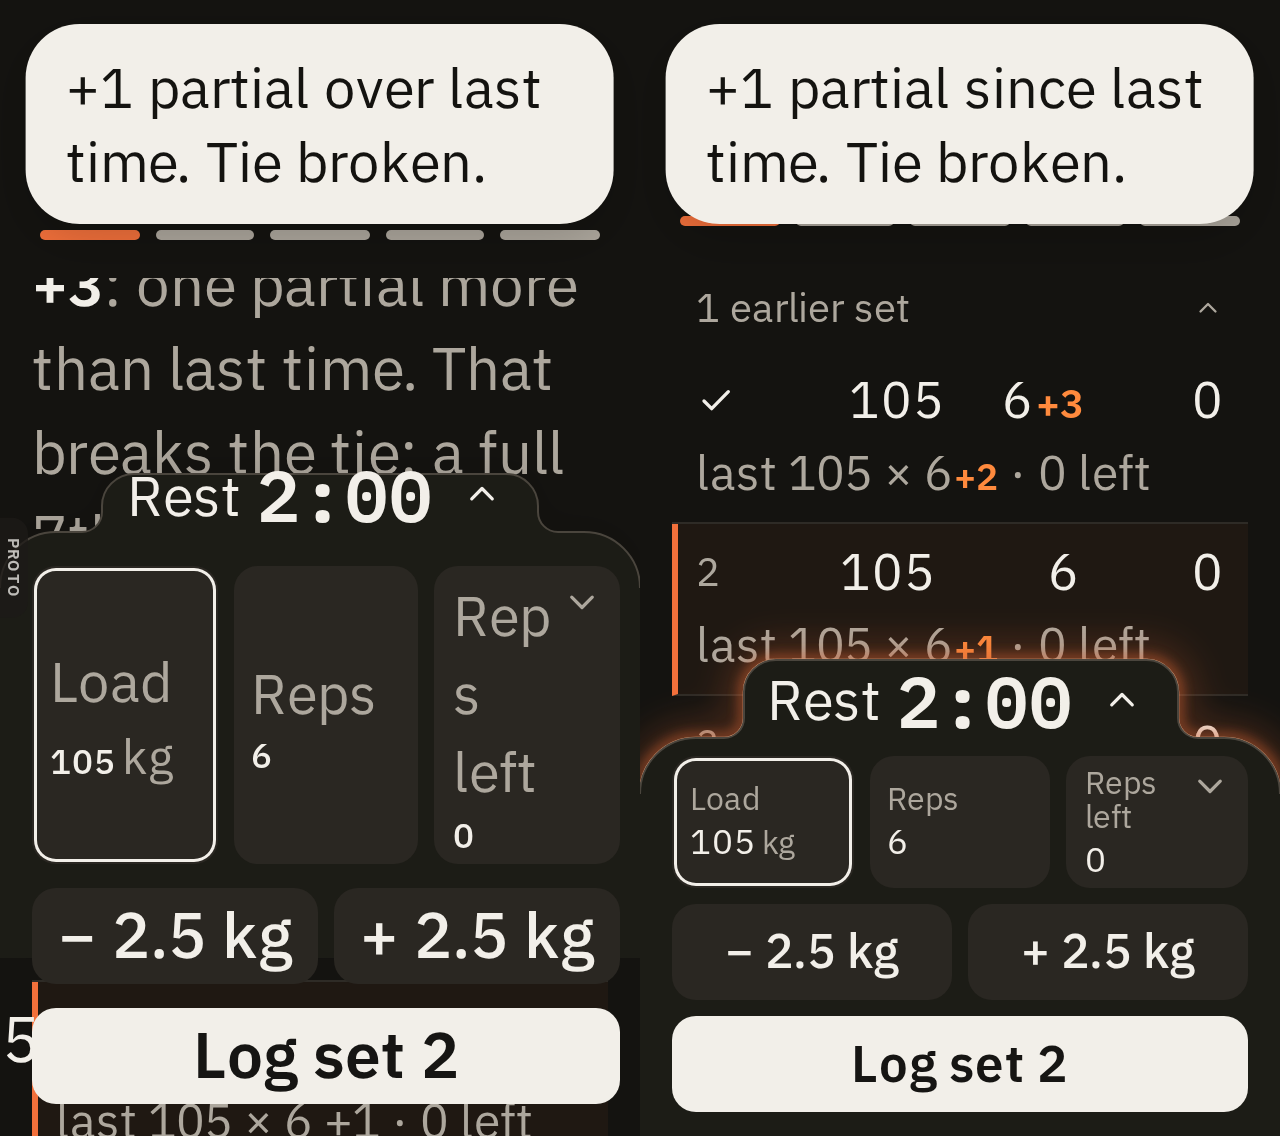 +1 partial over last
time. Tie broken.
+3: one partial more
than last time. That
breaks the tie: a full
Rest 2:00
PROTO
Load
105 kg
Reps
6
Rep
s
left
0
− 2.5 kg
+ 2.5 kg
5
Log set 2
last 105 × 6 +1 · 0 left
+1 partial since last
time. Tie broken.
1 earlier set
105 6 +3 0
last 105 × 6 +2 · 0 left
2 105 6 0
last 105 × 6 +1 · 0 left
Rest 2:00
Load
105 kg
Reps
6
Reps
left
0
− 2.5 kg
+ 2.5 kg
Log set 2